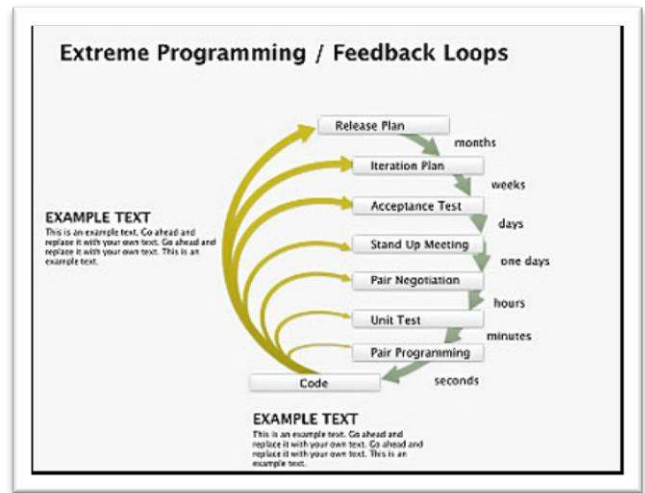 Extreme Programming / Feedback Loops
Release Plan
months
Iteration Plan
weeks
Acceptance Test
days
Stand Up Meeting
one days
Pair Negotiation
hours
Unit Test
minutes
Pair Programming
seconds
Code
EXAMPLE TEXT
This is an example text. Go ahead and
replace it with your own text. Go ahead and
replace it with your own text. This is an
example text.
EXAMPLE TEXT
This is an example text. Go ahead and
replace it with your own text. Go ahead and
replace it with your own text. This is an
example text.